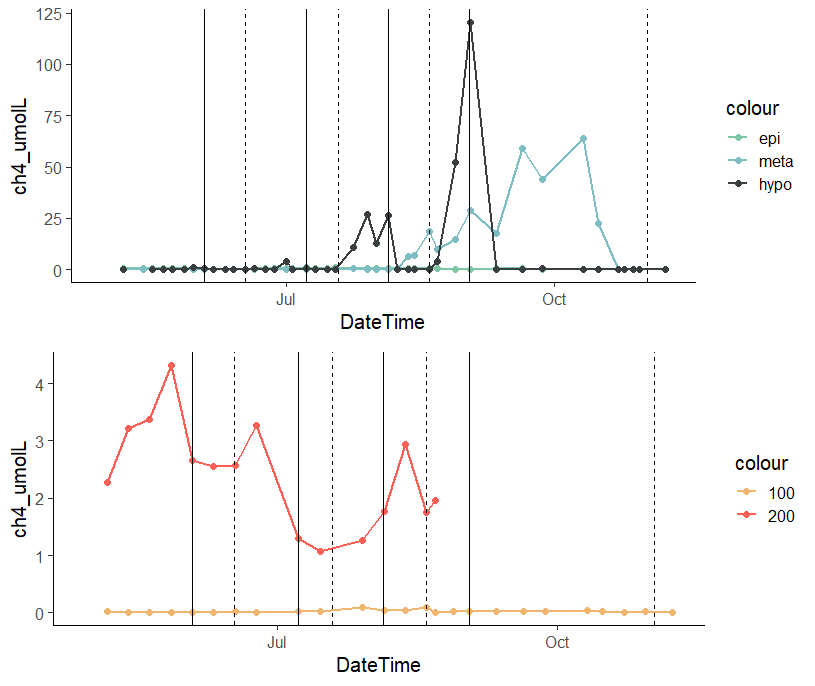 125
100
75
50
25
0
ch4_umolL
Jul
Oct
DateTime
colour
epi
meta
hypo
4
3
2
1
0
ch4_umolL
Jul
Oct
DateTime
colour
100
200